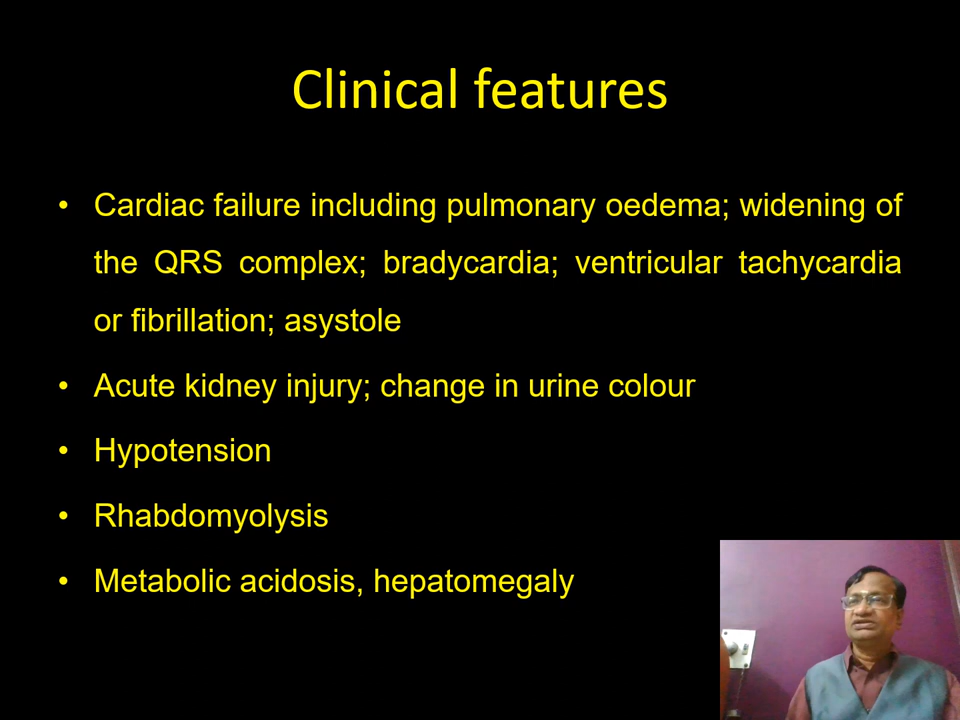 Clinical features
• Cardiac failure including pulmonary oedema; widening of
the QRS complex; bradycardia; ventricular tachycardia
or fibrillation; asystole
• Acute kidney injury; change in urine colour
• Hypotension
• Rhabdomyolysis
• Metabolic acidosis, hepatomegaly